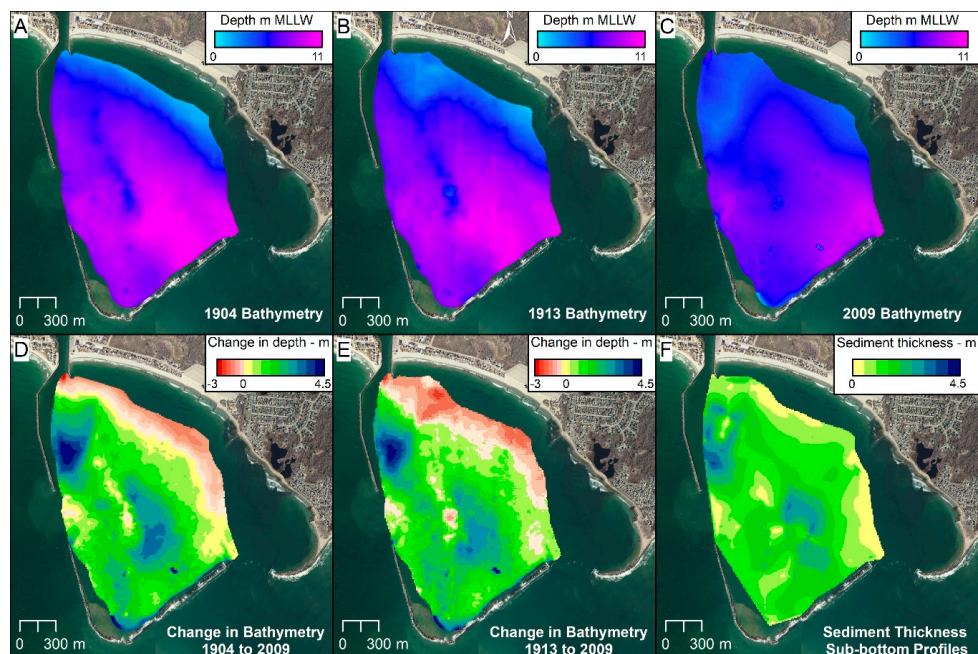 A
Depth m MLLW
0 11
0 300 m
1904 Bathymetry
B
N
Depth m MLLW
0 11
0 300 m
1913 Bathymetry
C
Depth m MLLW
0 11
0 300 m
2009 Bathymetry
D
Change in depth - m
-3 0 4.5
0 300 m
Change in Bathymetry
1904 to 2009
E
Change in depth - m
-3 0 4.5
0 300 m
Change in Bathymetry
1913 to 2009
F
Sediment thickness - m
0 4.5
0 300 m
Sediment Thickness
Sub-bottom Profiles